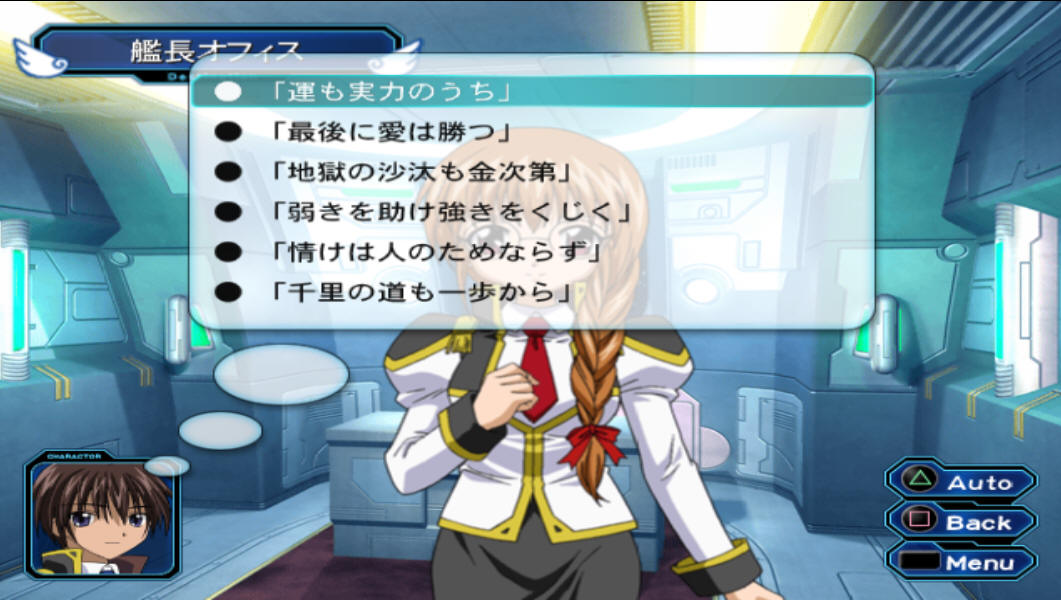 艦長オフィス
「運も実力のうち」
「最後に愛は勝つ」
「地獄の沙汰も金次第」
「弱きを助け強きをくじく」
「情けは人のためならず」
「千里の道も一歩から」
CHARACTOR
Auto
Back
Menu